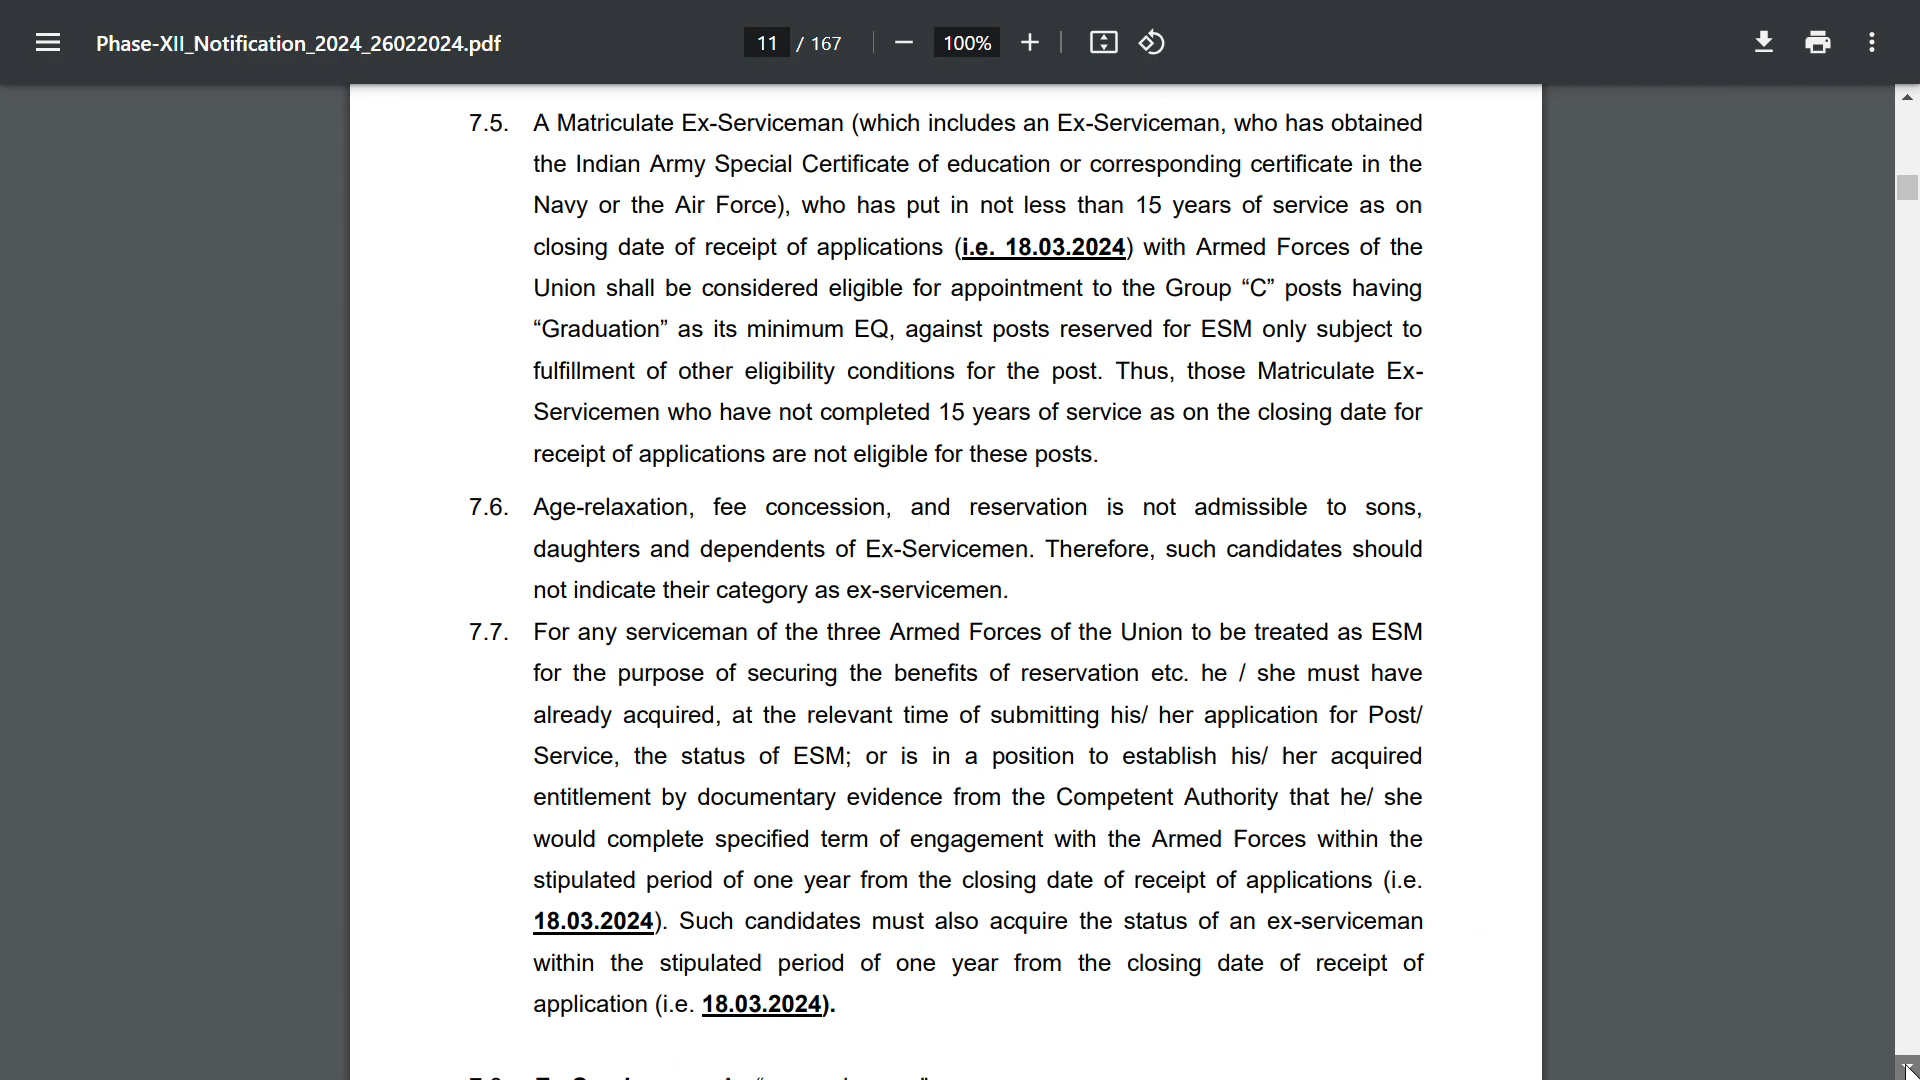 Phase-XII_Notification_2024_26022024.pdf
11 / 167
100%
7.5. A Matriculate Ex-Serviceman (which includes an Ex-Serviceman, who has obtained
the Indian Army Special Certificate of education or corresponding certificate in the
Navy or the Air Force), who has put in not less than 15 years of service as on
closing date of receipt of applications (i.e. 18.03.2024) with Armed Forces of the
Union shall be considered eligible for appointment to the Group “C” posts having
“Graduation” as its minimum EQ, against posts reserved for ESM only subject to
fulfillment of other eligibility conditions for the post. Thus, those Matriculate Ex-
Servicemen who have not completed 15 years of service as on the closing date for
receipt of applications are not eligible for these posts.
7.6. Age-relaxation, fee concession, and reservation is not admissible to sons,
daughters and dependents of Ex-Servicemen. Therefore, such candidates should
not indicate their category as ex-servicemen.
7.7. For any serviceman of the three Armed Forces of the Union to be treated as ESM
for the purpose of securing the benefits of reservation etc. he / she must have
already acquired, at the relevant time of submitting his/ her application for Post/
Service, the status of ESM; or is in a position to establish his/ her acquired
entitlement by documentary evidence from the Competent Authority that he/ she
would complete specified term of engagement with the Armed Forces within the
stipulated period of one year from the closing date of receipt of applications (i.e.
18.03.2024). Such candidates must also acquire the status of an ex-serviceman
within the stipulated period of one year from the closing date of receipt of
application (i.e. 18.03.2024).